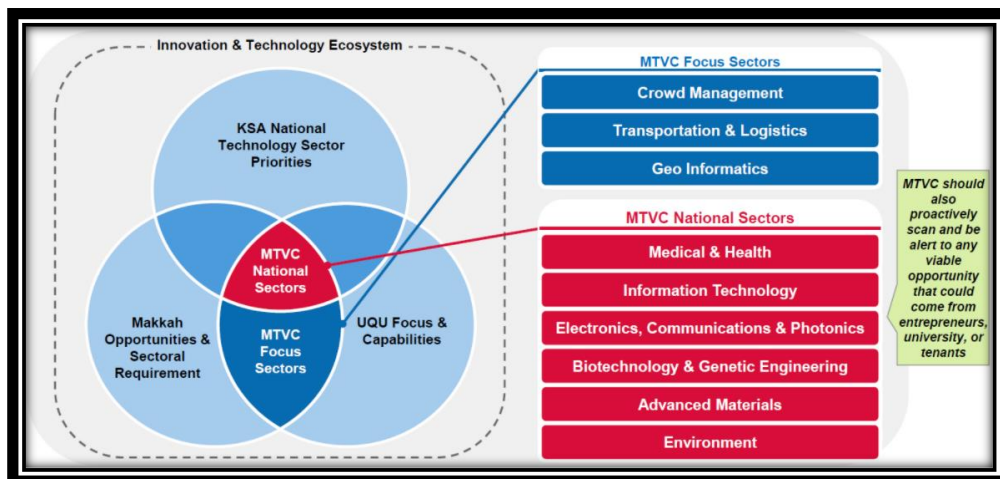 Innovation & Technology Ecosystem
KSA National
Technology Sector
Priorities
MTVC
National
Sectors
Makkah
Opportunities &
Sectoral
Requirement
MTVC
Focus
Sectors
UQU Focus &
Capabilities
MTVC Focus Sectors
Crowd Management
Transportation & Logistics
Geo Informatics
MTVC National Sectors
Medical & Health
Information Technology
Electronics, Communications & Photonics
Biotechnology & Genetic Engineering
Advanced Materials
Environment
MTVC should
also
proactively
scan and be
alert to any
viable
opportunity
that could
come from
entrepreneurs,
university, or
tenants